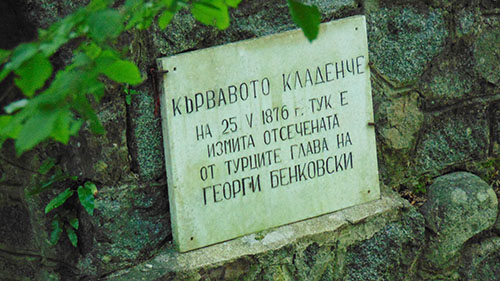 КЪРВАВОТО КЛАДЕНЧЕ
НА 25 V 1876 г. ТУК Е
ИЗМИТА ОТСЕЧЕНАТА
ОТ ТУРЦИТЕ ГЛАВА НА
ГЕОРГИ БЕНКОВСКИ